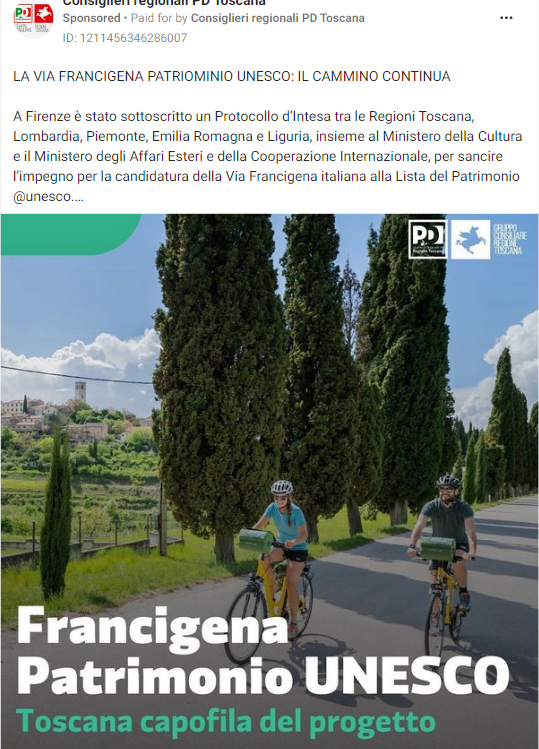 Consiglieri regionali PD Toscana
Sponsored • Paid for by Consiglieri regionali PD Toscana
ID: 1211456346286007
LA VIA FRANCIGENA PATRIOMINIO UNESCO: IL CAMMINO CONTINUA
A Firenze è stato sottoscritto un Protocollo d'Intesa tra le Regioni Toscana,
Lombardia, Piemonte, Emilia Romagna e Liguria, insieme al Ministero della Cultura
e il Ministero degli Affari Esteri e della Cooperazione Internazionale, per sancire
l'impegno per la candidatura della Via Francigena italiana alla Lista del Patrimonio
@unesco....
PD
GRUPPO
CONSILIARE
REGIONE
TOSCANA
Francigena
Patrimonio UNESCO
Toscana capofila del progetto